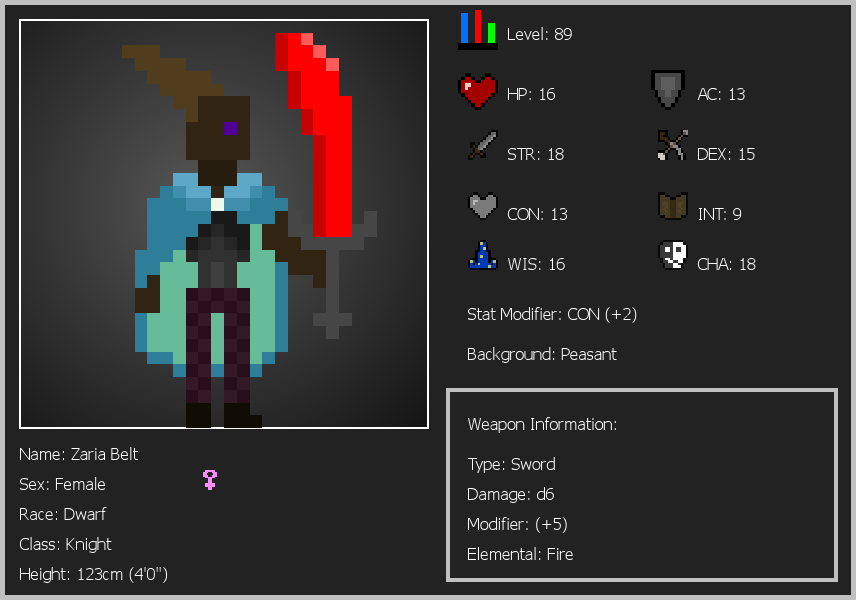 Level: 89
HP: 16
AC: 13
STR: 18
DEX: 15
CON: 13
INT: 9
WIS: 16
CHA: 18
Stat Modifier: CON (+2)
Background: Peasant
Weapon Information:
Type: Sword
Damage: d6
Modifier: (+5)
Elemental: Fire
Name: Zaria Belt
Sex: Female
Race: Dwarf
Class: Knight
Height: 123cm (4'0")